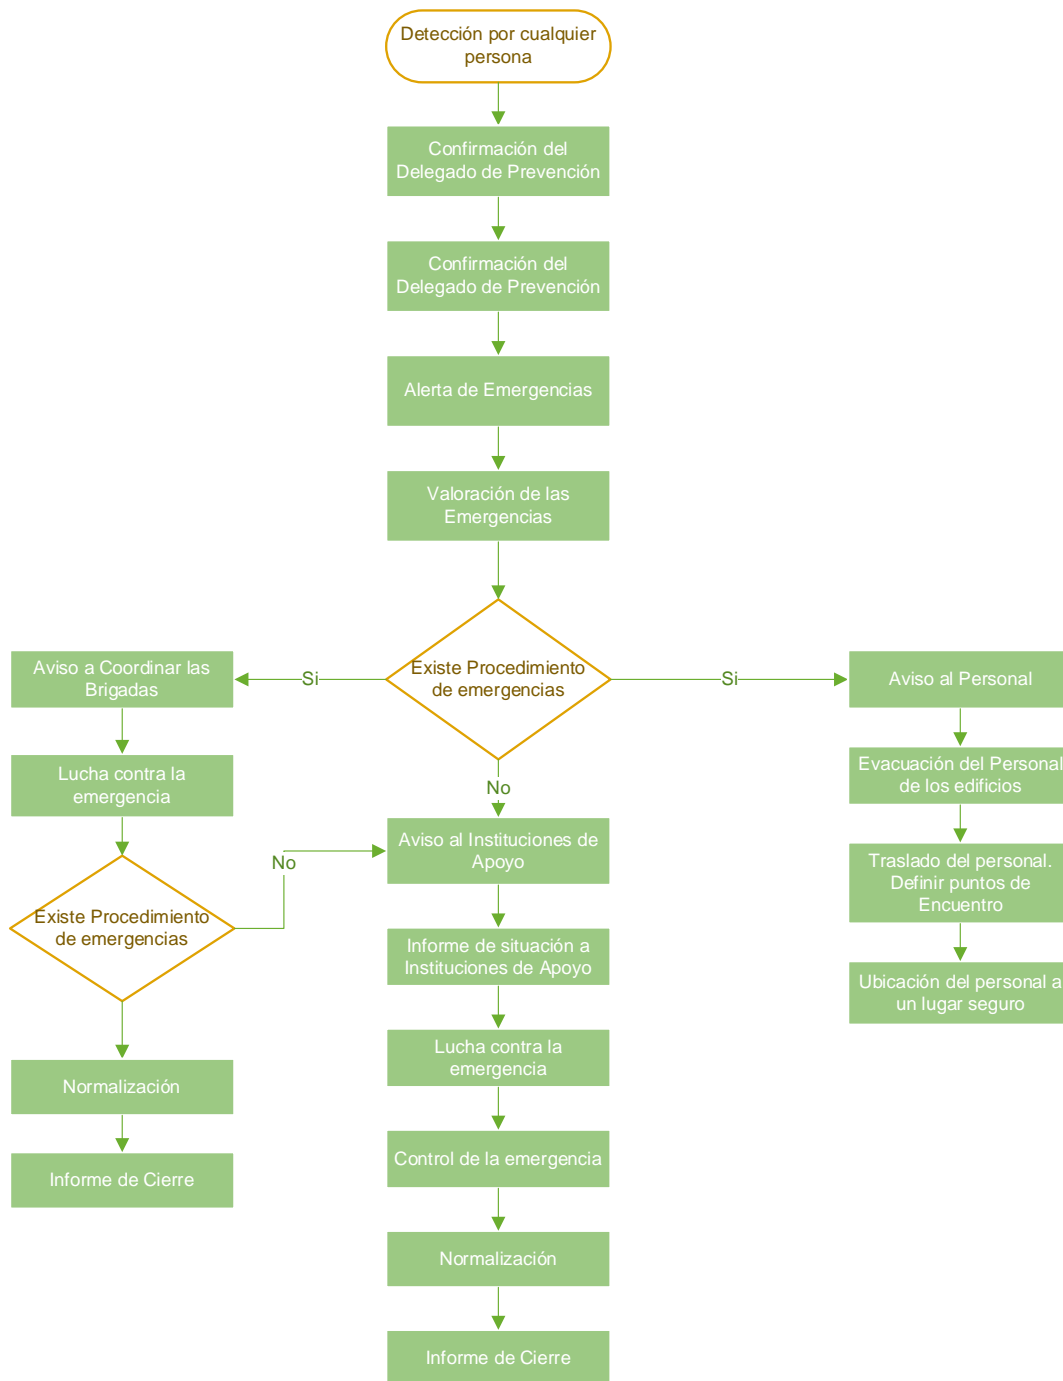 Detección por cualquier
persona
Confirmación del
Delegado de Prevención
Confirmación del
Delegado de Prevención
Alerta de Emergencias
Valoración de las
Emergencias
Existe Procedimiento
de emergencias
Si
Si
No
Aviso a Coordinar las
Brigadas
Lucha contra la
emergencia
Existe Procedimiento
de emergencias
No
Normalización
Informe de Cierre
Aviso al Instituciones de
Apoyo
Informe de situación a
Instituciones de Apoyo
Lucha contra la
emergencia
Control de la emergencia
Normalización
Informe de Cierre
Aviso al Personal
Evacuación del Personal
de los edificios
Traslado del personal.
Definir puntos de
Encuentro
Ubicación del personal a
un lugar seguro